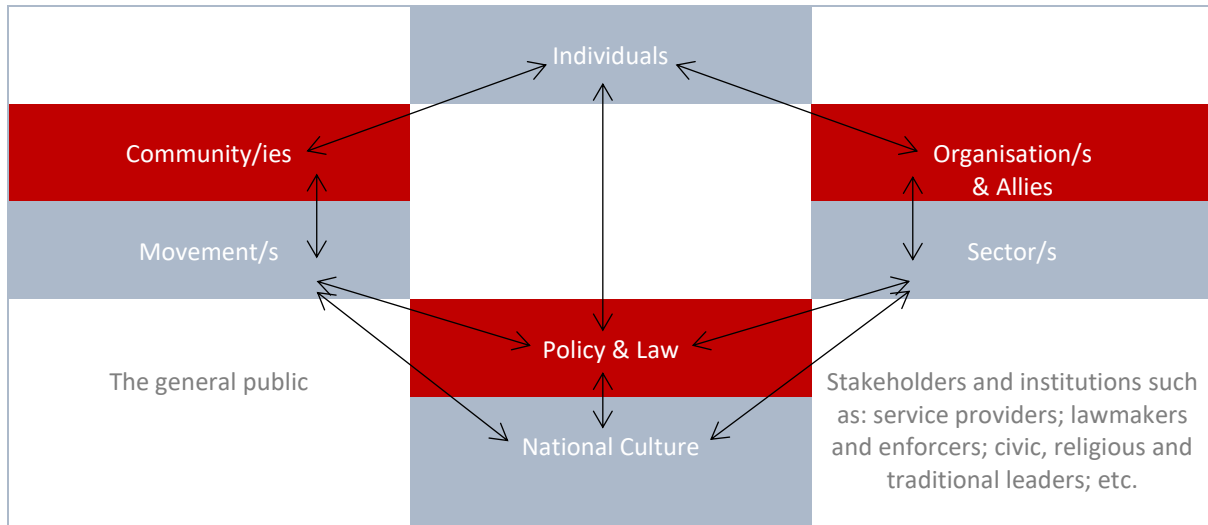 Individuals
Community/ies
Organisation/s
& Allies
Movement/s
Sector/s
Policy & Law
The general public
Stakeholders and institutions such
as: service providers; lawmakers
and enforcers; civic, religious and
traditional leaders; etc.
National Culture